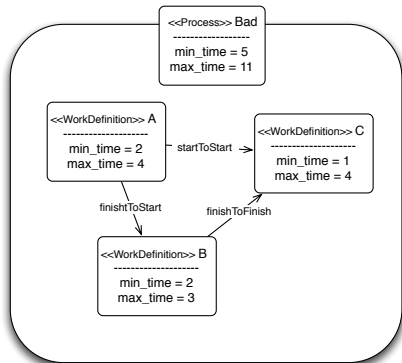 <<Process>> Bad
--------------------
min_time = 5
max_time = 11
<<WorkDefinition>> A
--------------------
min_time = 2
max_time = 4
startToStart
<<WorkDefinition>> C
--------------------
min_time = 1
max_time = 4
finishtToStart
finishToFinish
<<WorkDefinition>> B
--------------------
min_time = 2
max_time = 3